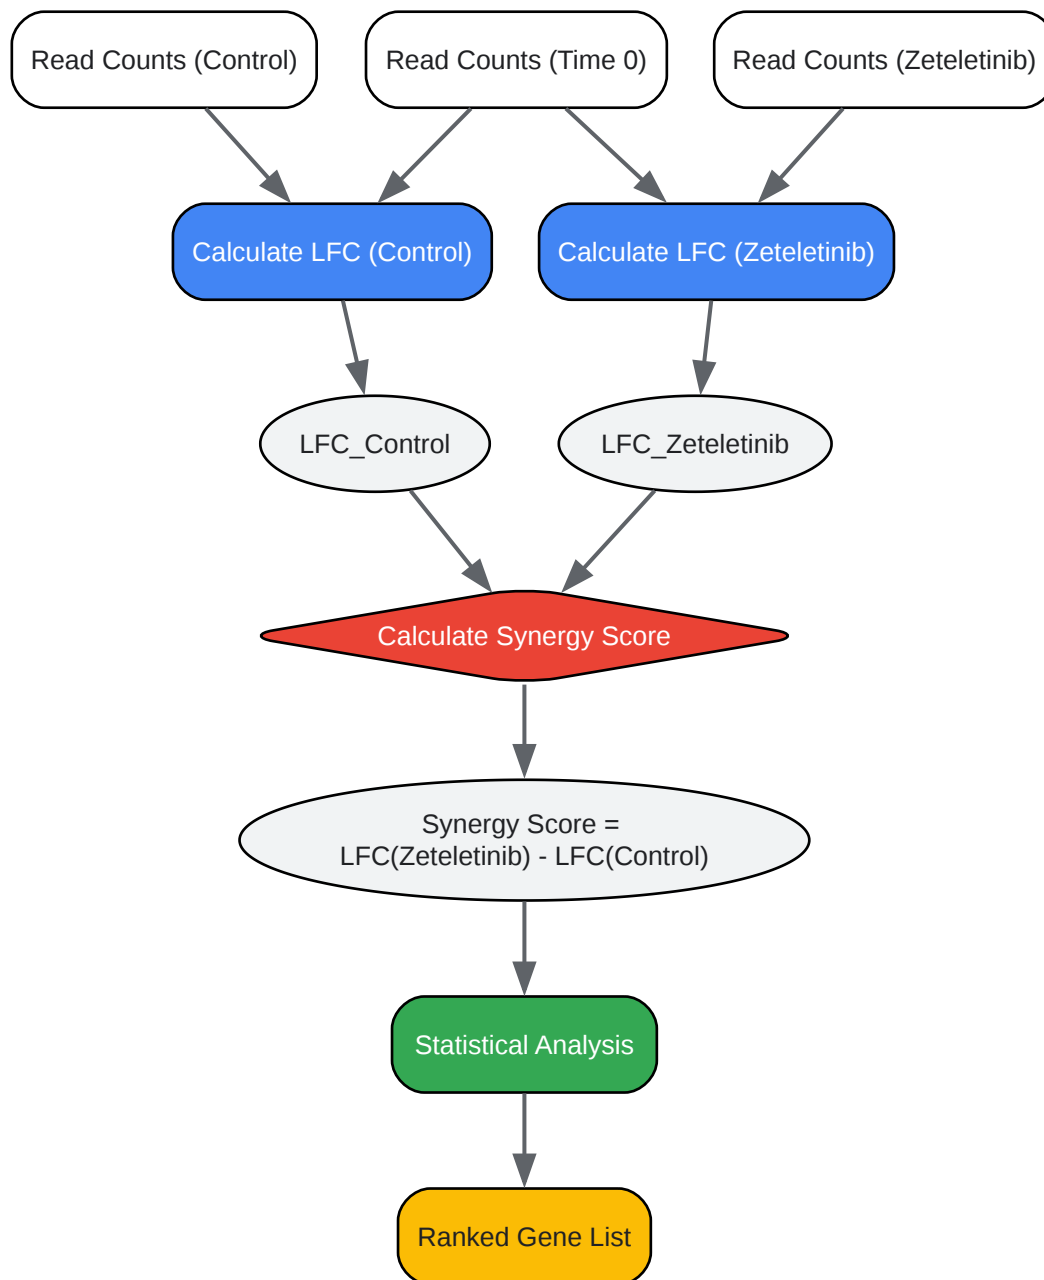 Read Counts (Control)
Read Counts (Time 0)
Read Counts (Zeteletinib)
Calculate LFC (Control)
Calculate LFC (Zeteletinib)
LFC_Control
LFC_Zeteletinib
Calculate Synergy Score
Synergy Score =
LFC(Zeteletinib) - LFC(Control)
Statistical Analysis
Ranked Gene List